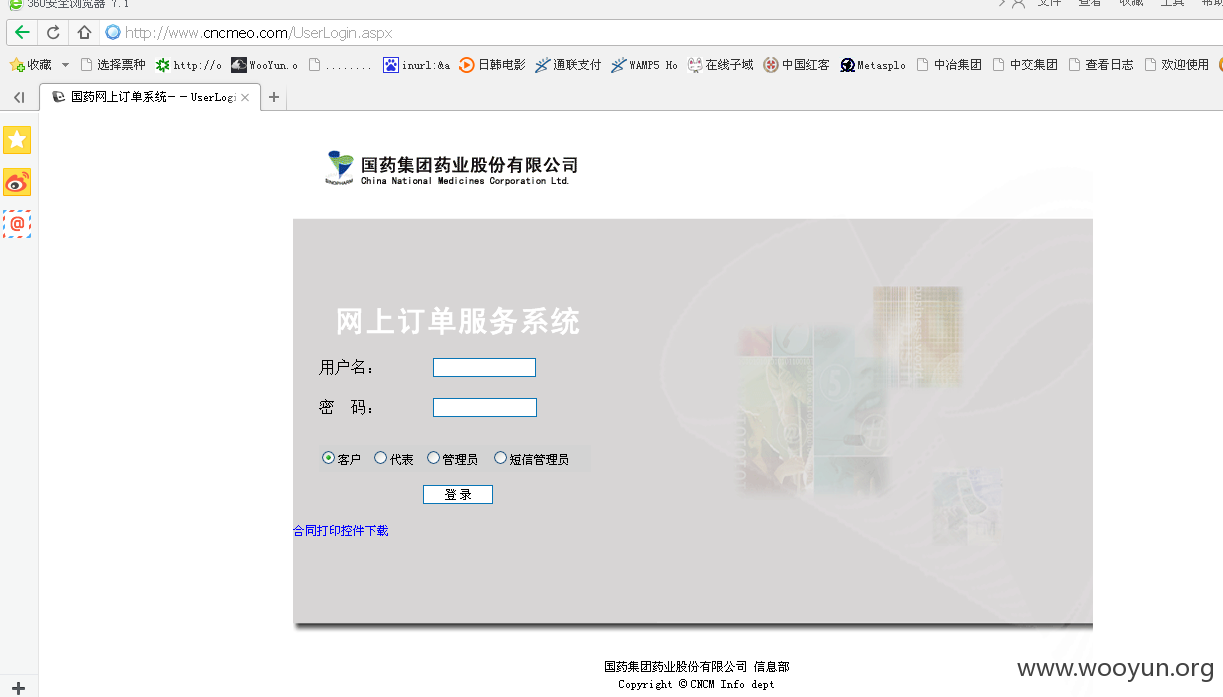 360安全浏览器 7.1
文件 查看 收藏 工具 帮助
http://www.cncmeo.com/UserLogin.aspx
收藏 选择票种 http://o WooYun.o ........ inurl:&a 日韩电影 通联支付 WAMP5 Ho 在线子域 中国红客 Metasplo 中冶集团 中交集团 查看日志 欢迎使用
国药网上订单系统－－UserLogi
国药集团药业股份有限公司
SINOPHARM China National Medicines Corporation Ltd.
网上订单服务系统
用户名：
密 码：
客户 代表 管理员 短信管理员
登 录
合同打印控件下载
国药集团药业股份有限公司 信息部
Copyright ©CNCM Info dept
www.wooyun.org